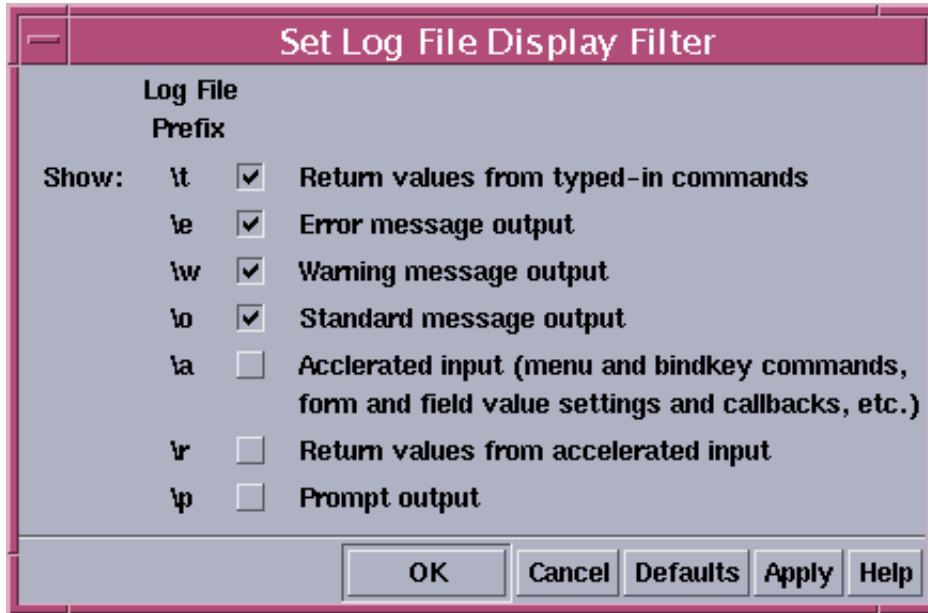 Set Log File Display Filter
Log File
Prefix
Show: \t Return values from typed-in commands
\e Error message output
\w Warning message output
\o Standard message output
\a Acclerated input (menu and bindkey commands,
form and field value settings and callbacks, etc.)
\r Return values from accelerated input
\p Prompt output
OK Cancel Defaults Apply Help